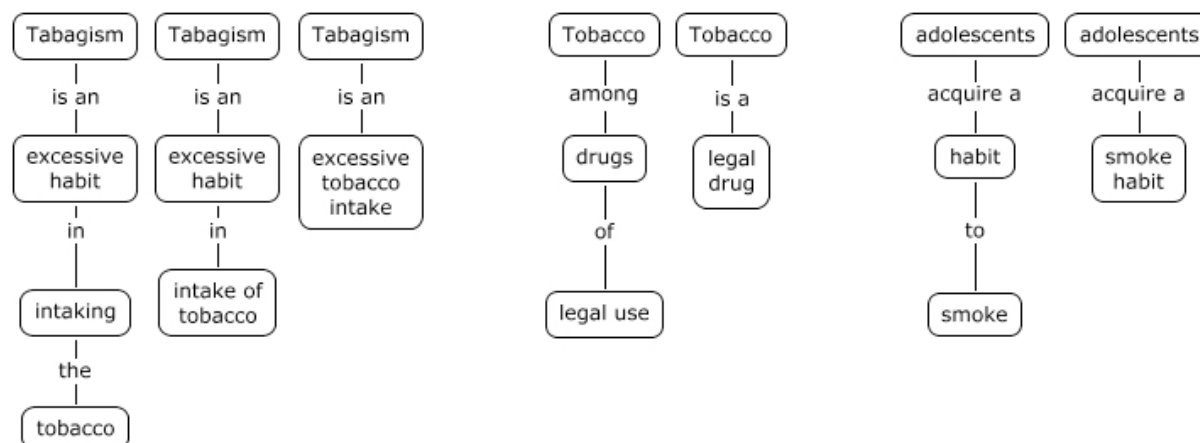 Tabagism
is an
excessive
habit
in
intaking
the
tobacco
Tabagism
is an
excessive
habit
in
intake of
tobacco
Tabagism
is an
excessive
tobacco
intake
Tobacco
among
drugs
of
legal use
Tobacco
is a
legal
drug
adolescents
acquire a
habit
to
smoke
adolescents
acquire a
smoke
habit